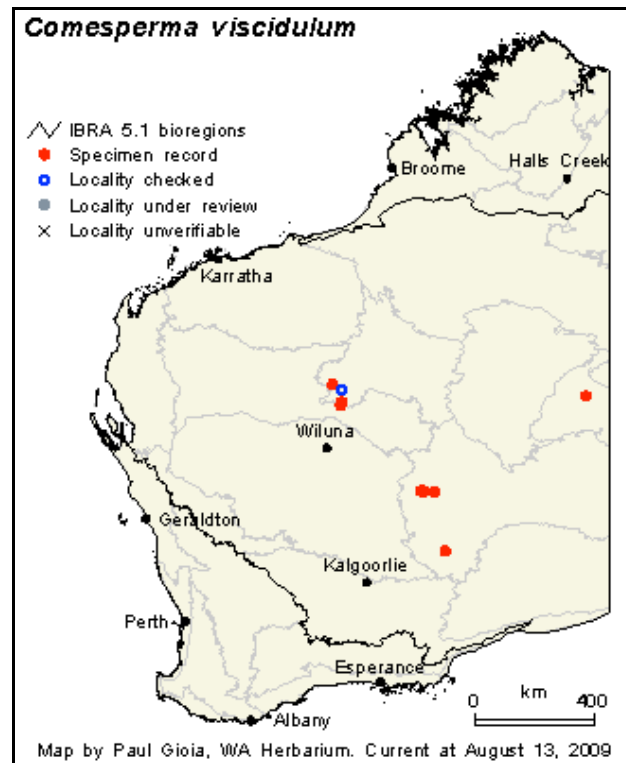 Comesperma viscidulum
IBRA 5.1 bioregions
Specimen record
Locality checked
Locality under review
Locality unverifiable
Broome
Halls Creek
Karratha
Wiluna
Geraldton
Kalgoorlie
Perth
Esperance
Albany
km
0 400
Map by Paul Gioia, WA Herbarium. Current at August 13, 2009